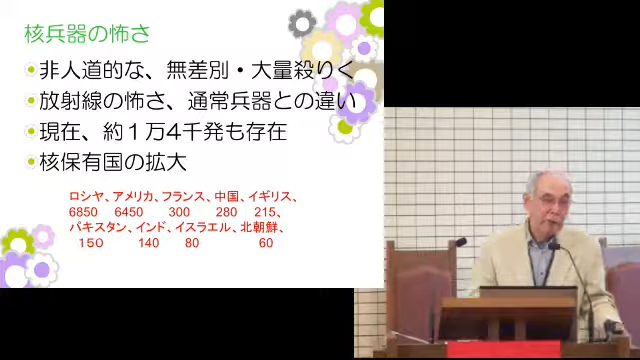 核兵器の怖さ
非人道的な、無差別・大量殺りく
放射線の怖さ、通常兵器との違い
現在、約１万4千発も存在
核保有国の拡大
ロシヤ、アメリカ、フランス、中国、イギリス、
6850 6450 300 280 215、
パキスタン、インド、イスラエル、北朝鮮、
１５０ 140 80 60